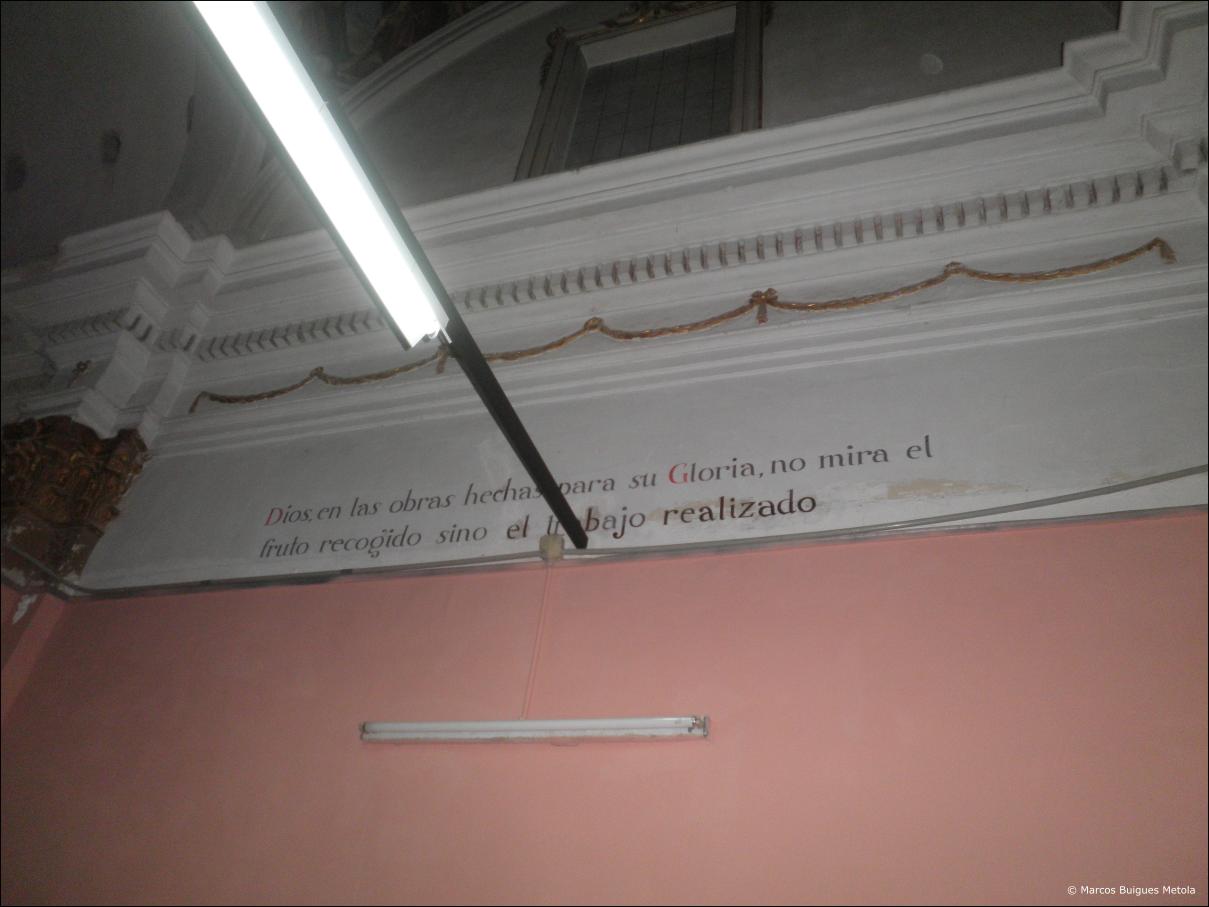 Dios, en las obras hechas para su Gloria, no mira el
fruto recogido sino el trabajo realizado
© Marcos Buigues Metola